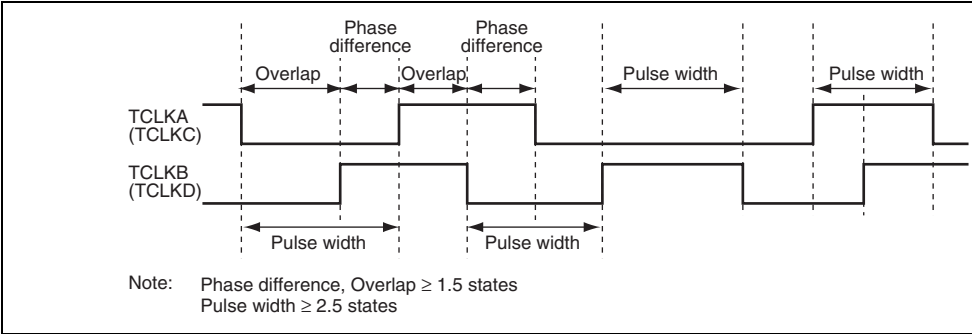 Phase
difference
Phase
difference
Overlap
Overlap
Pulse width
Pulse width
TCLKA
(TCLKC)
TCLKB
(TCLKD)
Pulse width
Pulse width
Note: Phase difference, Overlap ≥ 1.5 states
Pulse width ≥ 2.5 states